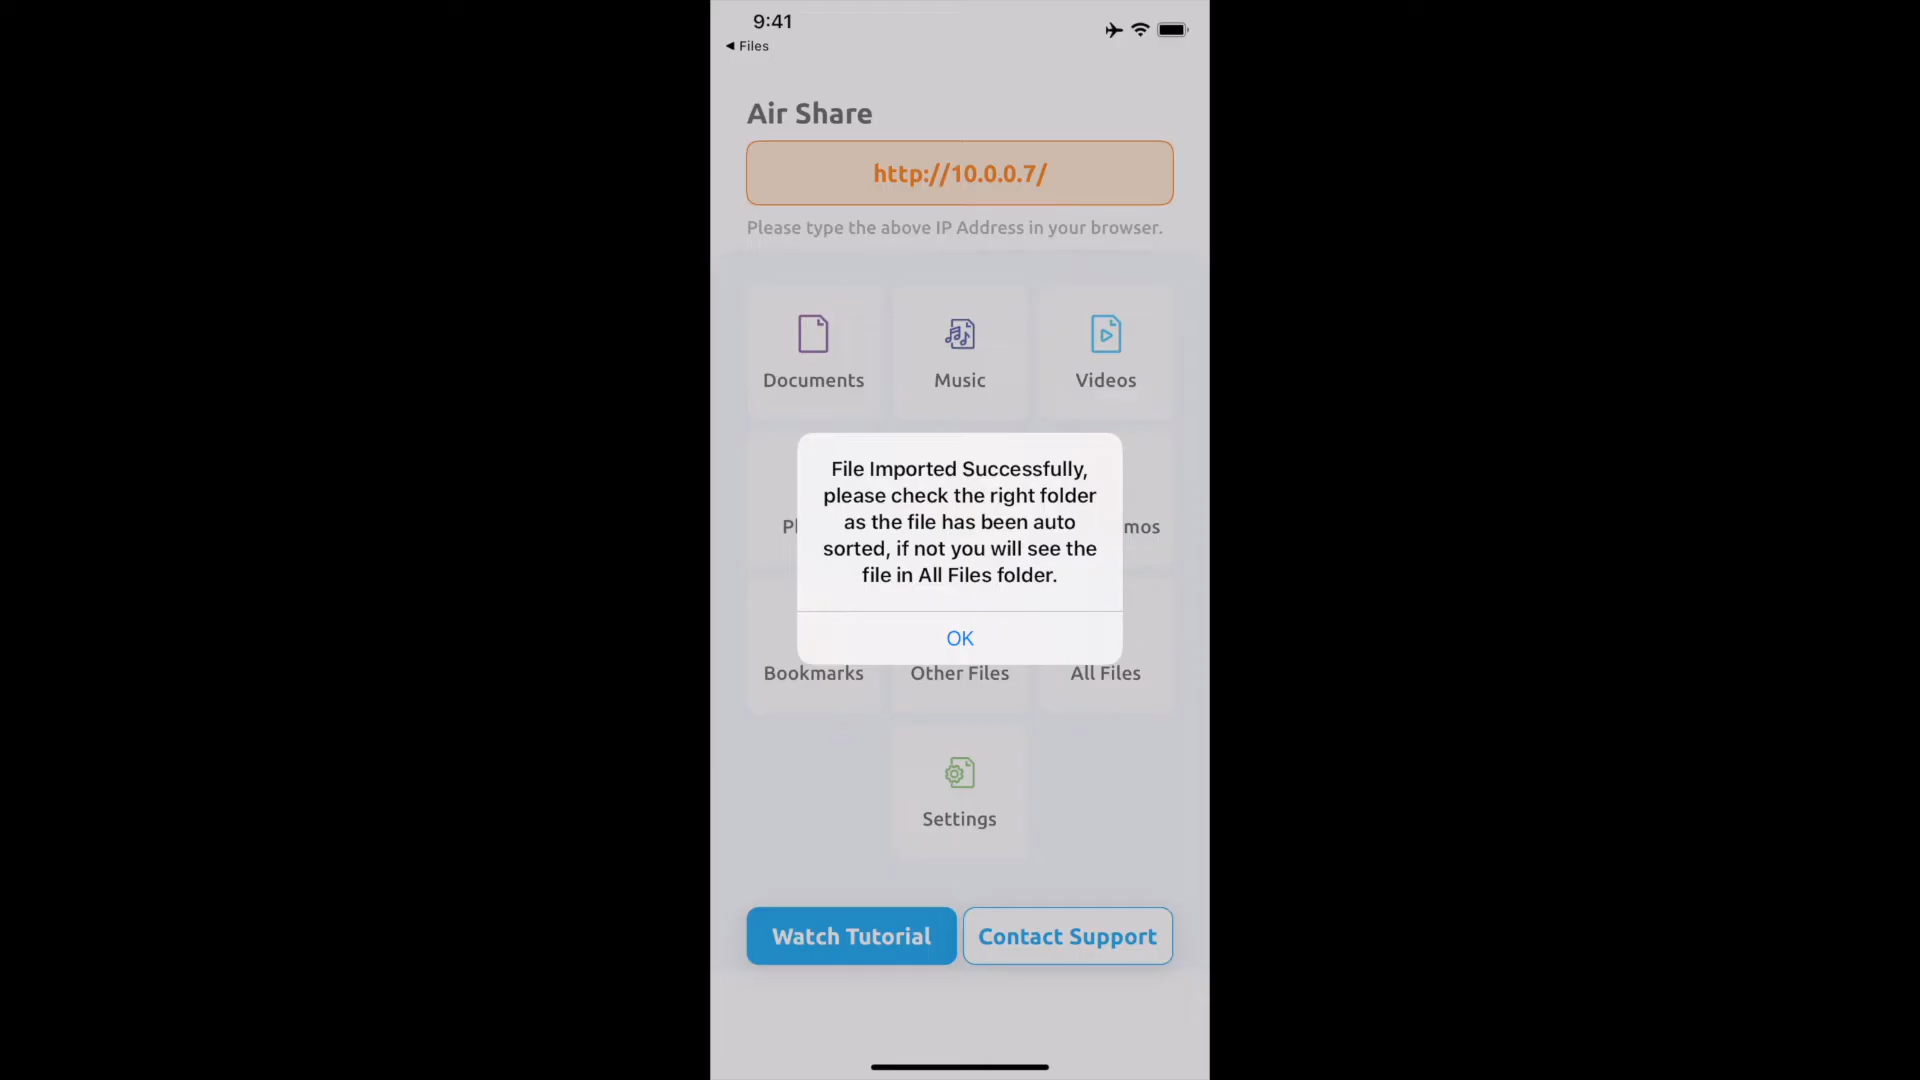 9:41
◀ Files
Air Share
http://10.0.0.7/
Please type the above IP Address in your browser.
Documents
Music
Videos
File Imported Successfully,
please check the right folder
as the file has been auto
sorted, if not you will see the
file in All Files folder.
OK
Bookmarks
Other Files
All Files
Settings
Watch Tutorial
Contact Support